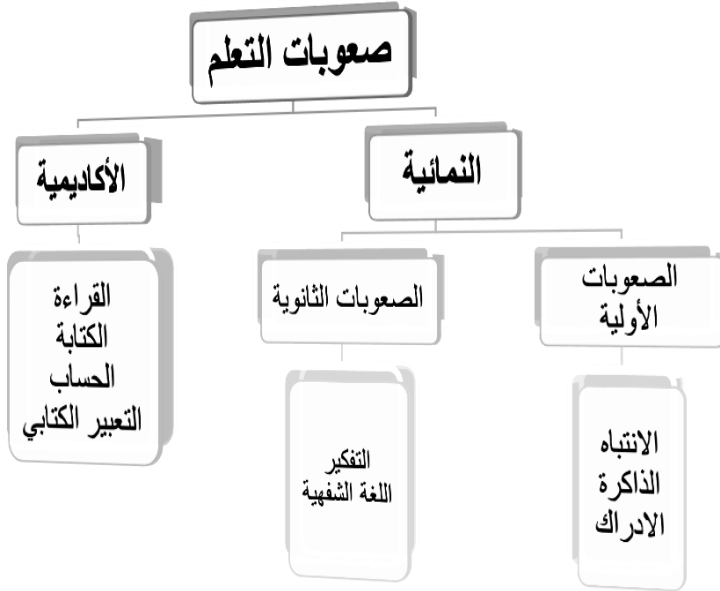 صعوبات التعلم
النمائية
الأكاديمية
الصعوبات
الأولية
الصعوبات الثانوية
القراءة
الكتابة
الحساب
التعبير الكتابي
الانتباه
الذاكرة
الادراك
التفكير
اللغة الشفهية